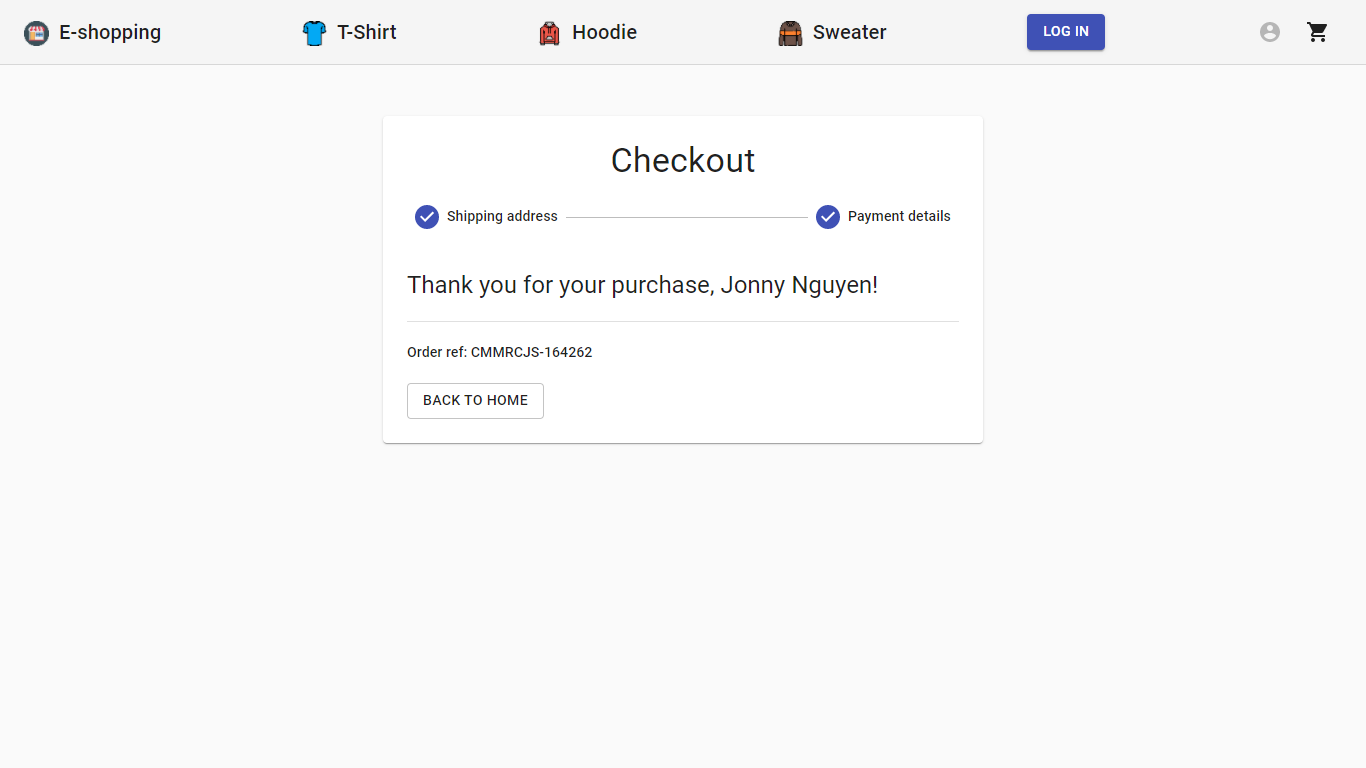 E-shopping
T-Shirt
Hoodie
Sweater
LOG IN
Checkout
Shipping address
Payment details
Thank you for your purchase, Jonny Nguyen!
Order ref: CMMRCJS-164262
BACK TO HOME